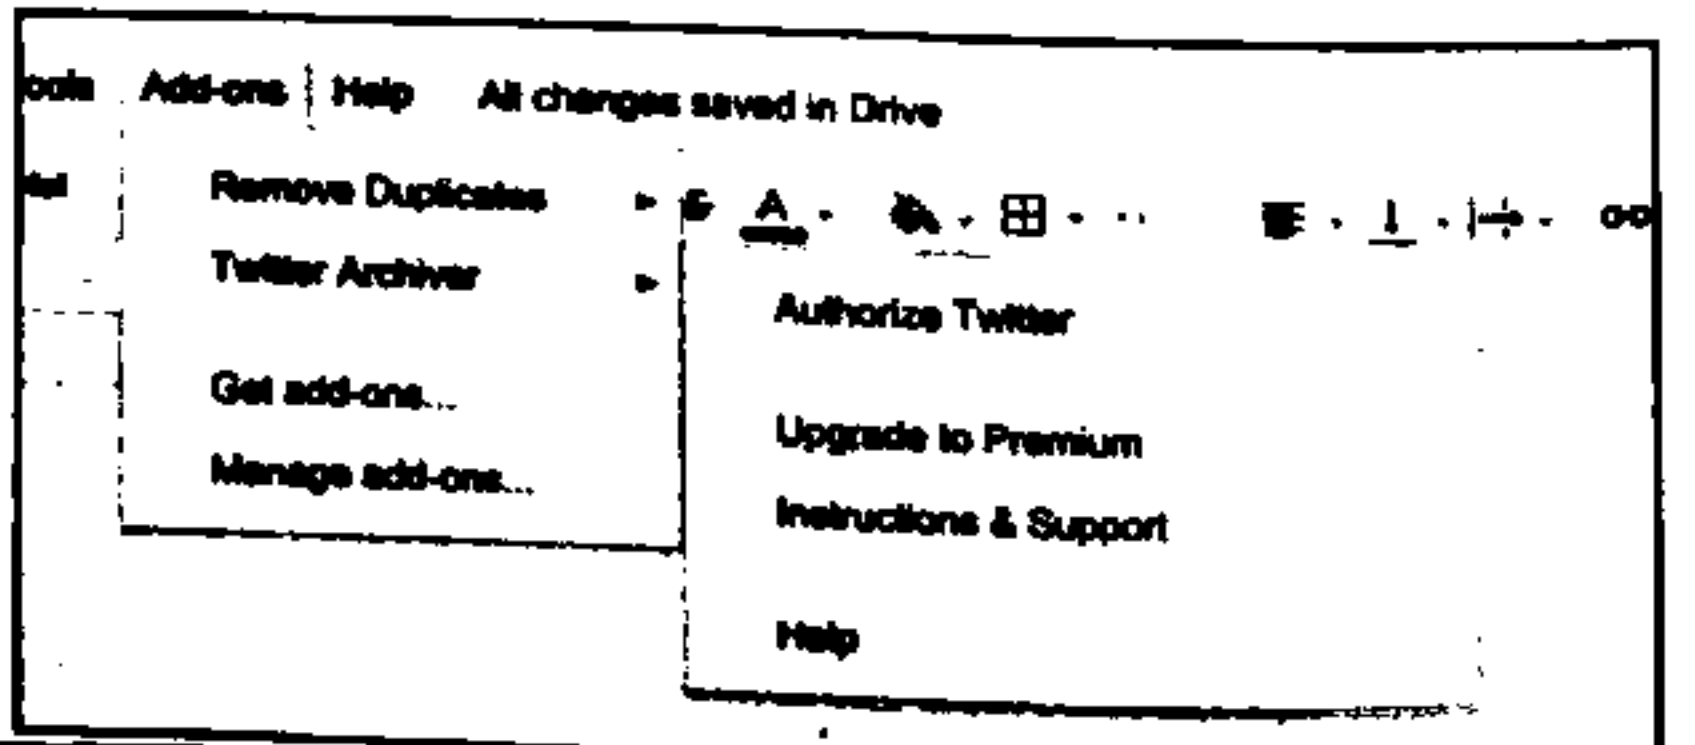 Add-ons Help All changes saved in Drive
Remove Duplicates
Twitter Archiver
Authorize Twitter
Get add-ons...
Upgrade to Premium
Manage add-ons...
Instructions & Support
Help